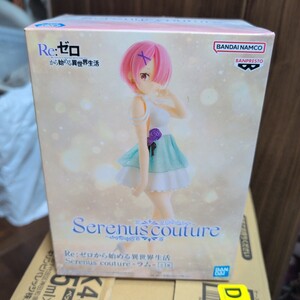 Re:ゼロ
から始める異世界生活
BANDAI NAMCO
BANPRESTO
Serenus couture
Re:ゼロから始める異世界生活
Serenus couture-ラム-
BANDAI
D